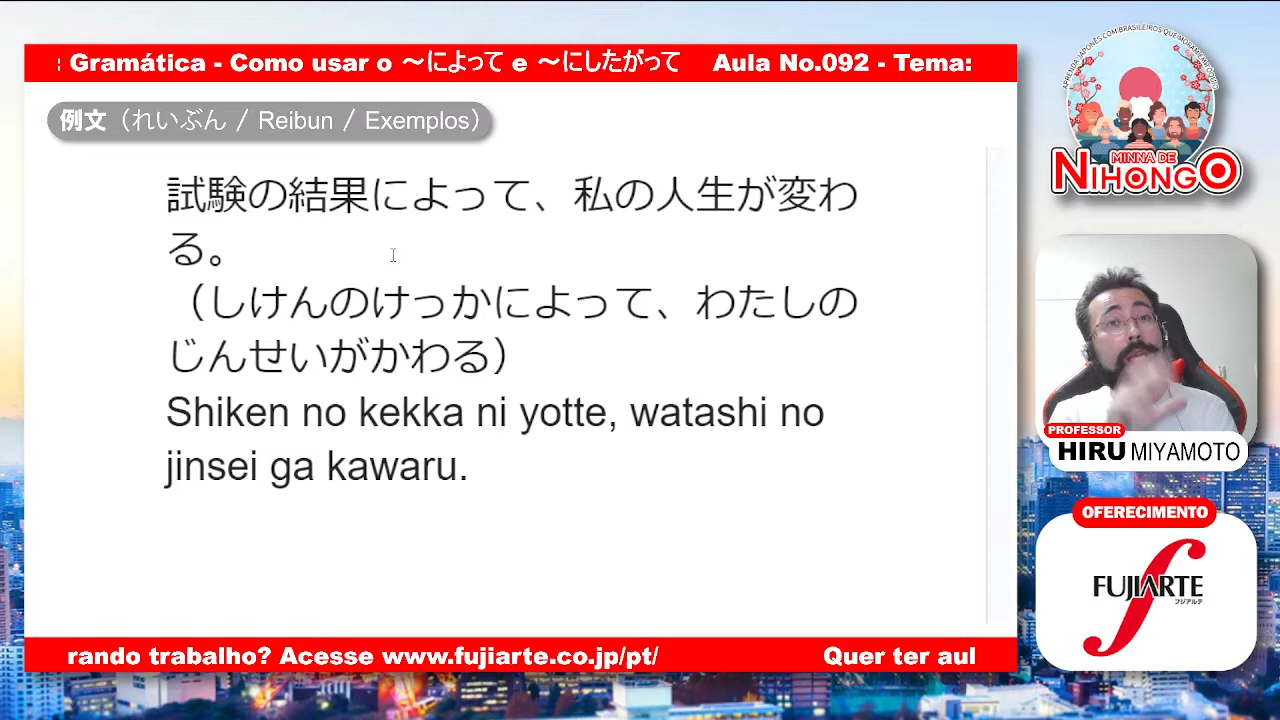 : Gramática - Como usar o 〜によって e 〜にしたがって Aula No.092 - Tema:
例文（れいぶん / Reibun / Exemplos）
試験の結果によって、私の人生が変わ
る。
（しけんのけっかによって、わたしの
じんせいがかわる）
Shiken no kekka ni yotte, watashi no
jinsei ga kawaru.
rando trabalho? Acesse www.fujiarte.co.jp/pt/ Quer ter aul
MINNA DE
NIHONGO
PROFESSOR
HIRU MIYAMOTO
OFERECIMENTO
FUJIARTE
フジアルテ